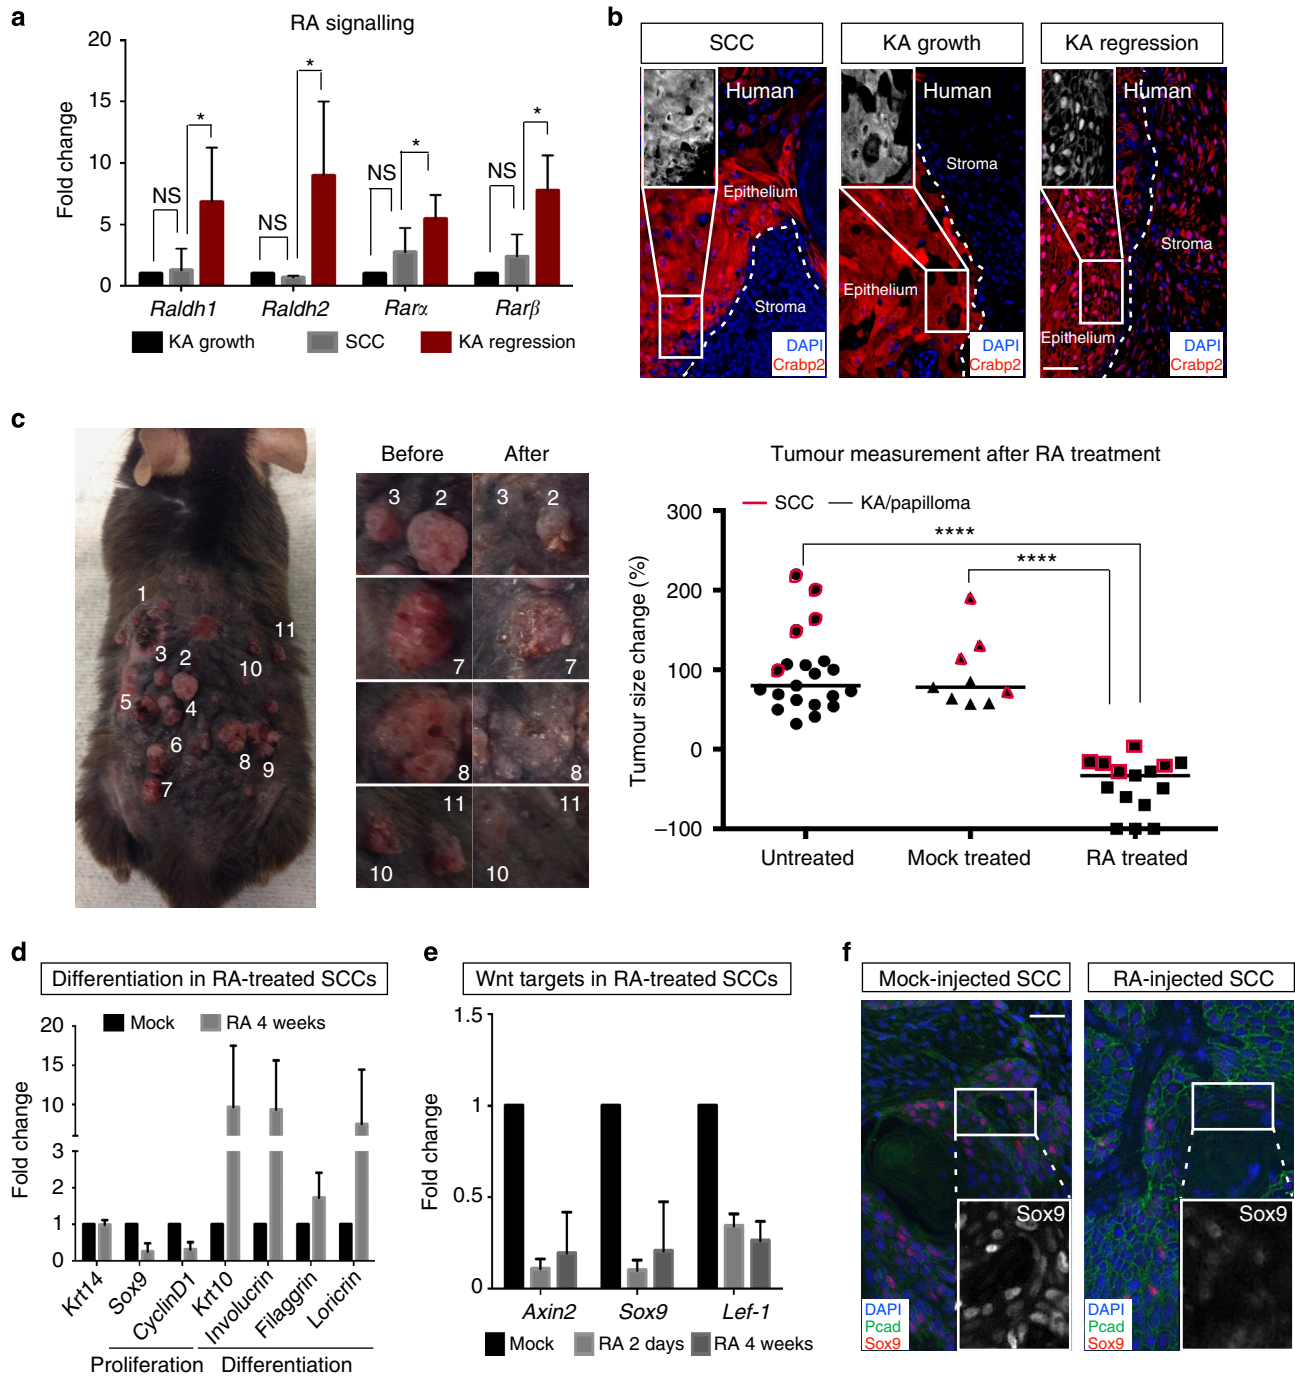 a
RA signalling
Fold change
20
15
10
5
0
NS
*
NS
*
NS
*
NS
*
Raldh1
Raldh2
Rarα
Rarβ
KA growth
SCC
KA regression
b
SCC
KA growth
KA regression
Human
Epithelium
Stroma
DAPI
Crabp2
Human
Stroma
Epithelium
DAPI
Crabp2
Human
Stroma
Epithelium
DAPI
Crabp2
c
1
11
3
2
10
5
4
6
8
9
7
Before
After
3
2
3
2
7
7
8
8
11
11
10
10
Tumour measurement after RA treatment
SCC
KA/papilloma
Tumour size change (%)
300
200
100
0
−100
****
****
Untreated
Mock treated
RA treated
d
Differentiation in RA-treated SCCs
Mock
RA 4 weeks
Fold change
20
15
10
3
2
1
0
Krt14
Sox9
CyclinD1
Krt10
Involucrin
Filaggrin
Loricrin
Proliferation
Differentiation
e
Wnt targets in RA-treated SCCs
Fold change
1.5
1
0.5
0
Axin2
Sox9
Lef-1
Mock
RA 2 days
RA 4 weeks
f
Mock-injected SCC
RA-injected SCC
Sox9
DAPI
Pcad
Sox9
Sox9
DAPI
Pcad
Sox9